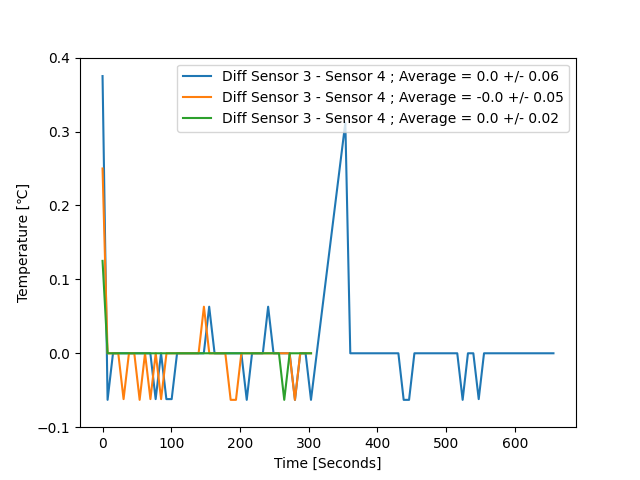 Diff Sensor 3 - Sensor 4 ; Average = 0.0 +/- 0.06
Diff Sensor 3 - Sensor 4 ; Average = -0.0 +/- 0.05
Diff Sensor 3 - Sensor 4 ; Average = 0.0 +/- 0.02
0.4
0.3
0.2
0.1
0.0
−0.1
Temperature [℃]
0 100 200 300 400 500 600
Time [Seconds]